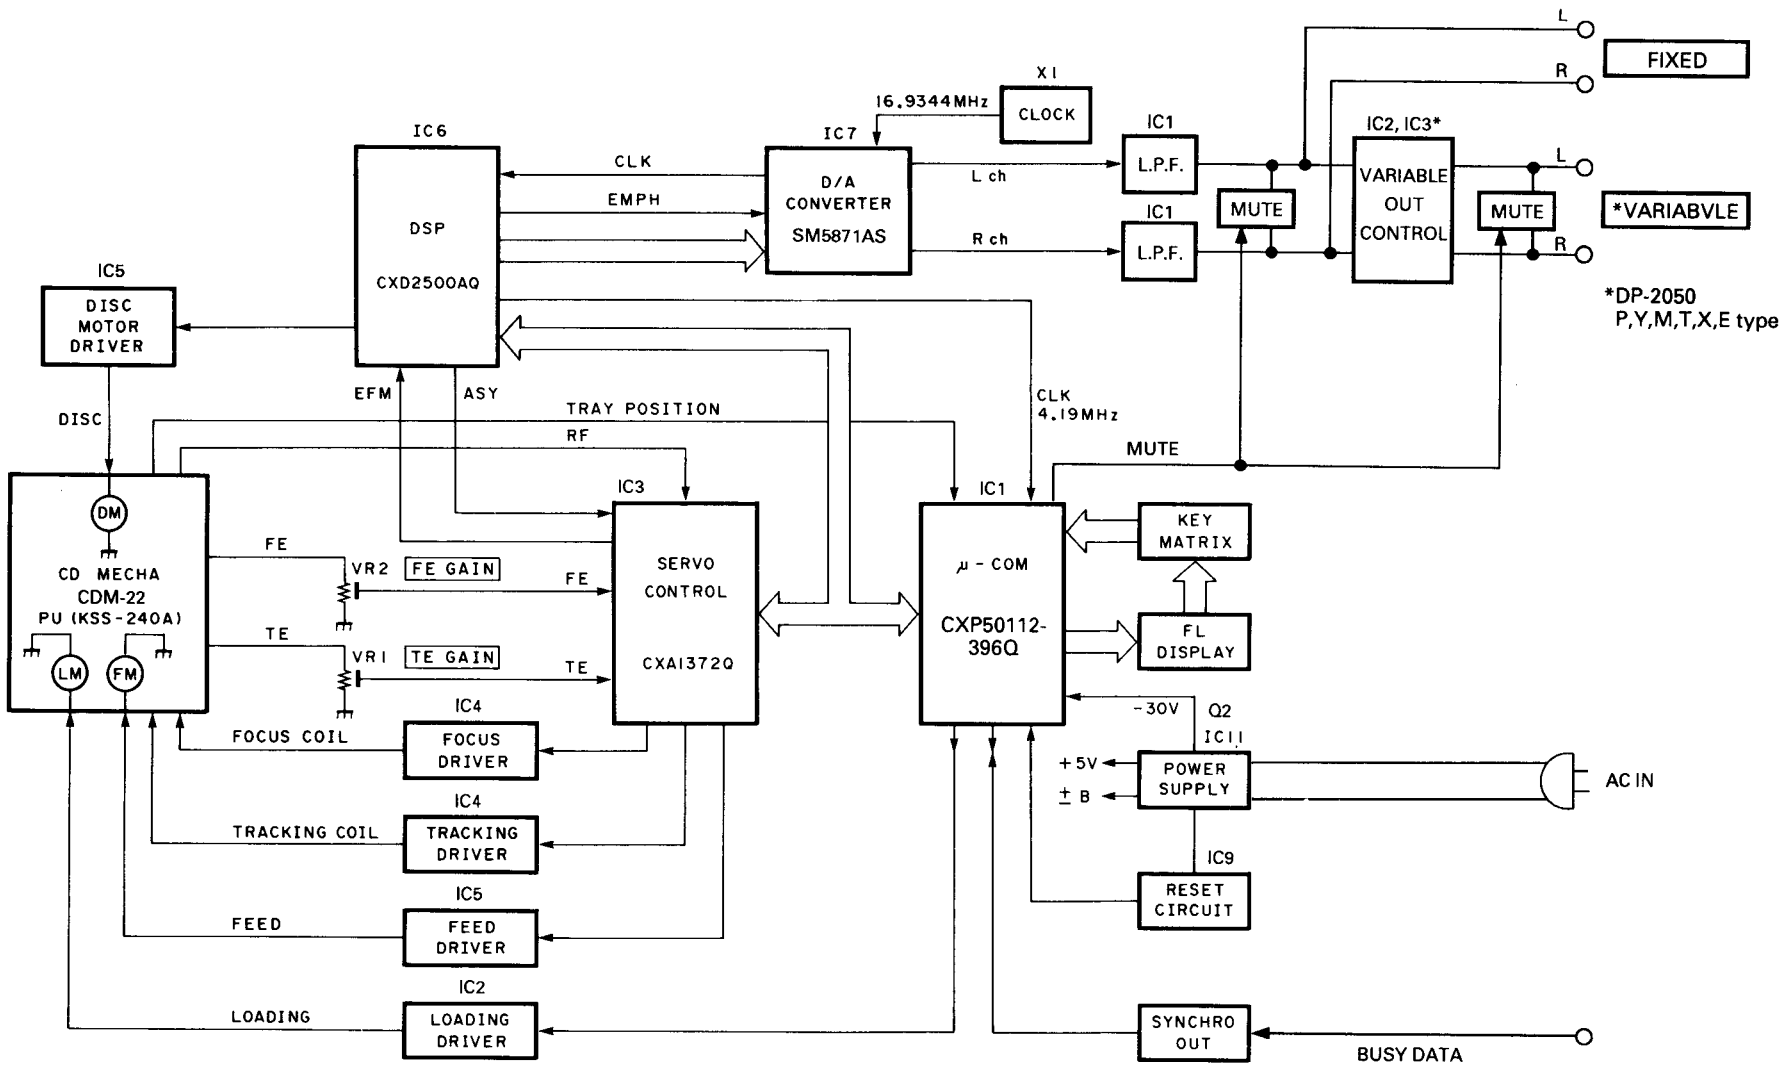 L
FIXED
R
X1
16.9344MHz
CLOCK
IC6
IC7
IC1
IC2, IC3*
CLK
D/A
CONVERTER
SM5871AS
L ch
L.P.F.
VARIABLE
OUT
CONTROL
L
EMPH
MUTE
MUTE
*VARIABVLE
DSP
IC1
R ch
L.P.F.
R
CXD2500AQ
IC5
DISC
MOTOR
DRIVER
*DP-2050
P,Y,M,T,X,E type
EFM
ASY
CLK
4.19MHz
DISC
TRAY POSITION
RF
MUTE
IC3
IC1
DM
KEY
MATRIX
FE
VR2
FE GAIN
FE
SERVO
CONTROL
CXA1372Q
μ-COM
CXP50112-
396Q
CD MECHA
CDM-22
PU (KSS-240A)
TE
VR1
TE GAIN
TE
FL
DISPLAY
LM
FM
-30V
Q2
IC11
IC4
FOCUS COIL
FOCUS
DRIVER
+5V
± B
POWER
SUPPLY
AC IN
IC4
TRACKING COIL
TRACKING
DRIVER
IC9
RESET
CIRCUIT
IC5
FEED
FEED
DRIVER
IC2
LOADING
LOADING
DRIVER
SYNCHRO
OUT
BUSY DATA